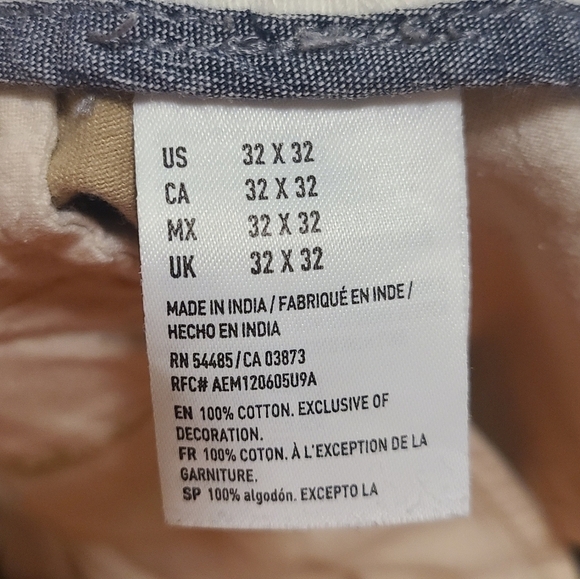 US 32 X 32
CA 32 X 32
MX 32 X 32
UK 32 X 32
MADE IN INDIA / FABRIQUÉ EN INDE /
HECHO EN INDIA
RN 54485 / CA 03873
RFC# AEM120605U9A
EN 100% COTTON. EXCLUSIVE OF
DECORATION.
FR 100% COTON. À L'EXCEPTION DE LA
GARNITURE.
SP 100% algodón. EXCEPTO LA